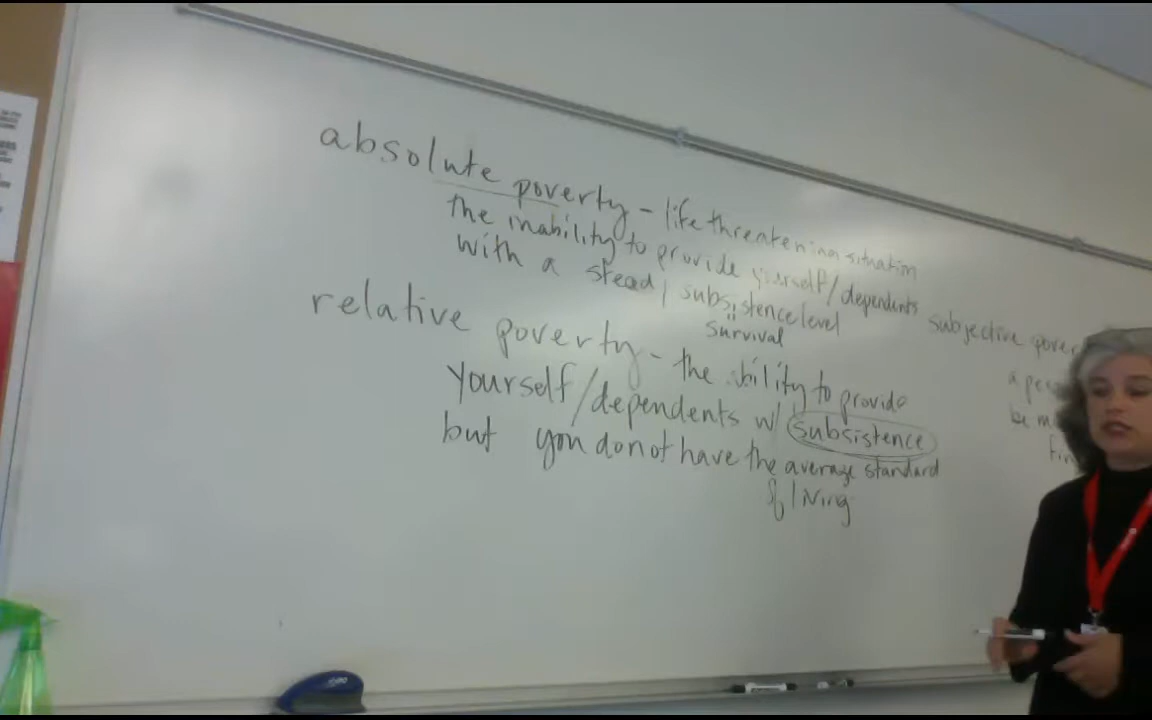 absolute poverty - life threatening situation
the inability to provide yourself/dependents
with a steady subsistence level
"
survival
relative poverty - the ability to provide
yourself/dependents w/ subsistence
but you do not have the average standard
of living
subjective
a
be